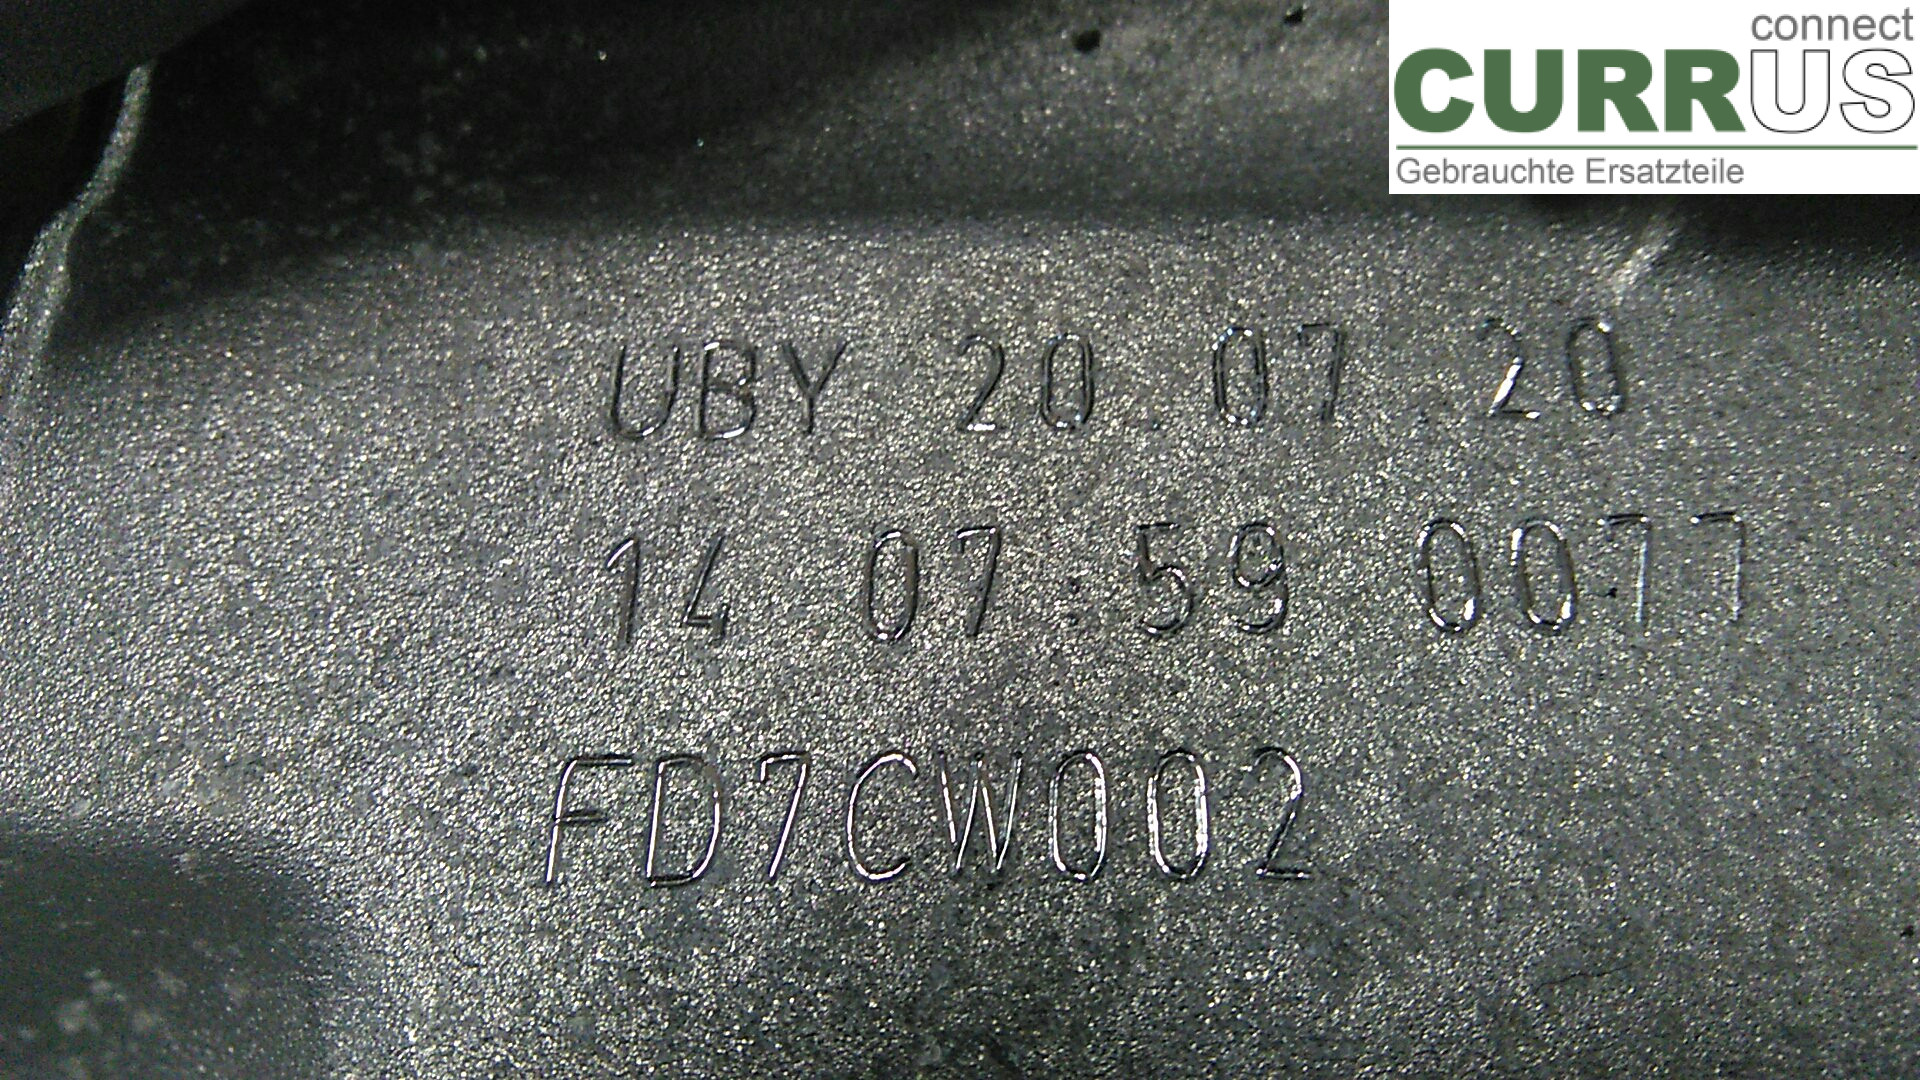 connect
CURRUS
Gebrauchte Ersatzteile
UBY 20.07 20
14 07:59 0077
FD7CW002